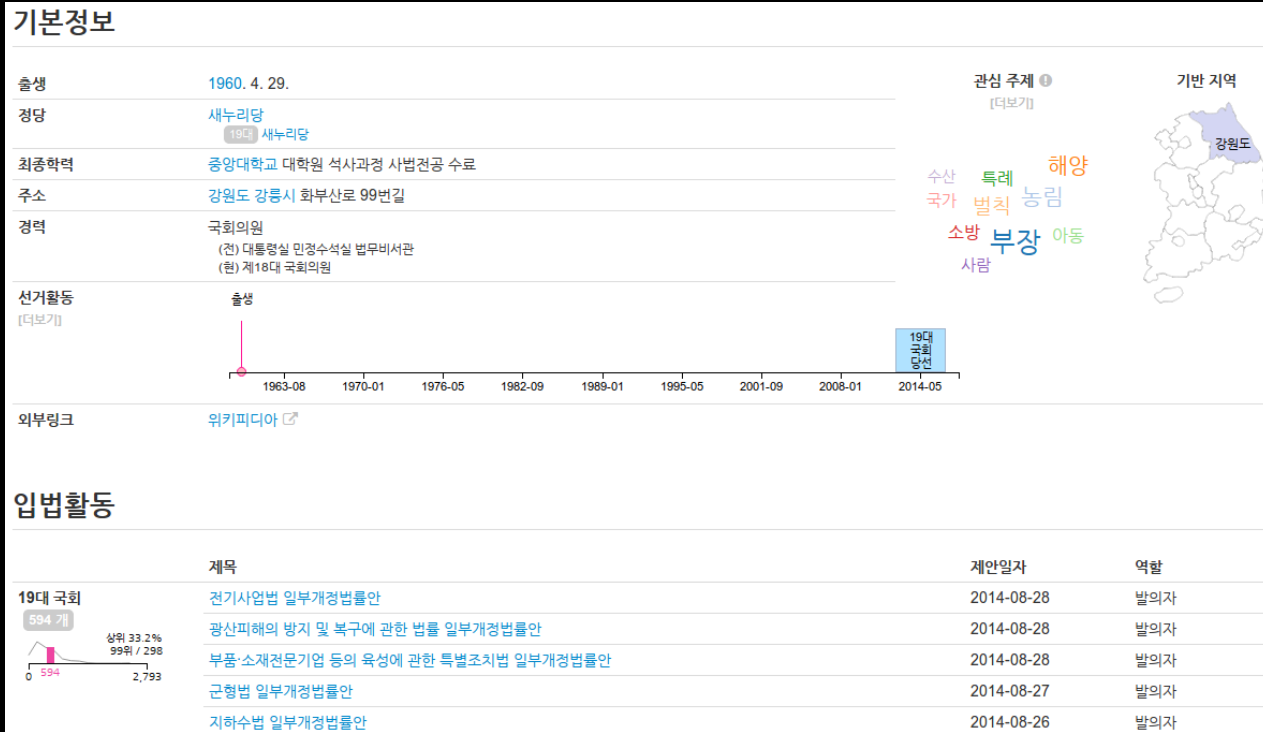 기본정보
출생 1960. 4. 29.
관심 주제
[더보기]
기반 지역
정당 새누리당
19대 새누리당
최종학력 중앙대학교 대학원 석사과정 사법전공 수료
주소 강원도 강릉시 화부산로 99번길
경력 국회의원
(전) 대통령실 민정수석실 법무비서관
(현) 제18대 국회의원
강원도
해양
수산 특례
국가 벌칙 농림
소방 부장 아동
사람
선거활동
[더보기]
출생
19대
국회
당선
1963-08 1970-01 1976-05 1982-09 1989-01 1995-05 2001-09 2008-01 2014-05
외부링크 위키피디아
입법활동
제목 제안일자 역할
19대 국회 전기사업법 일부개정법률안 2014-08-28 발의자
594 개
광산피해의 방지 및 복구에 관한 법률 일부개정법률안 2014-08-28 발의자
상위 33.2%
99위 / 298
부품·소재전문기업 등의 육성에 관한 특별조치법 일부개정법률안 2014-08-28 발의자
0 594 2,793
군형법 일부개정법률안 2014-08-27 발의자
지하수법 일부개정법률안 2014-08-26 발의자